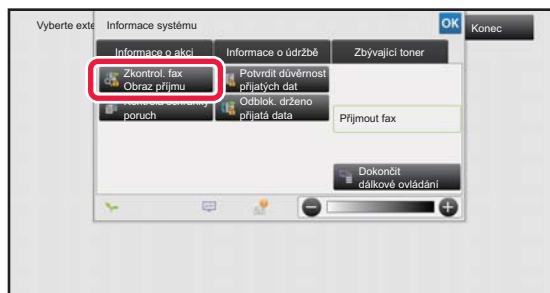 Vyberte exte
Informace systému
OK
Konec
Informace o akci
Informace o údržbě
Zbývající toner
Zkontrol. fax
Obraz příjmu
Potvrdit důvěrnost
přijatých dat
poruch
Odblok. drženo
přijatá data
Přijmout fax
Dokončit
dálkové ovládání